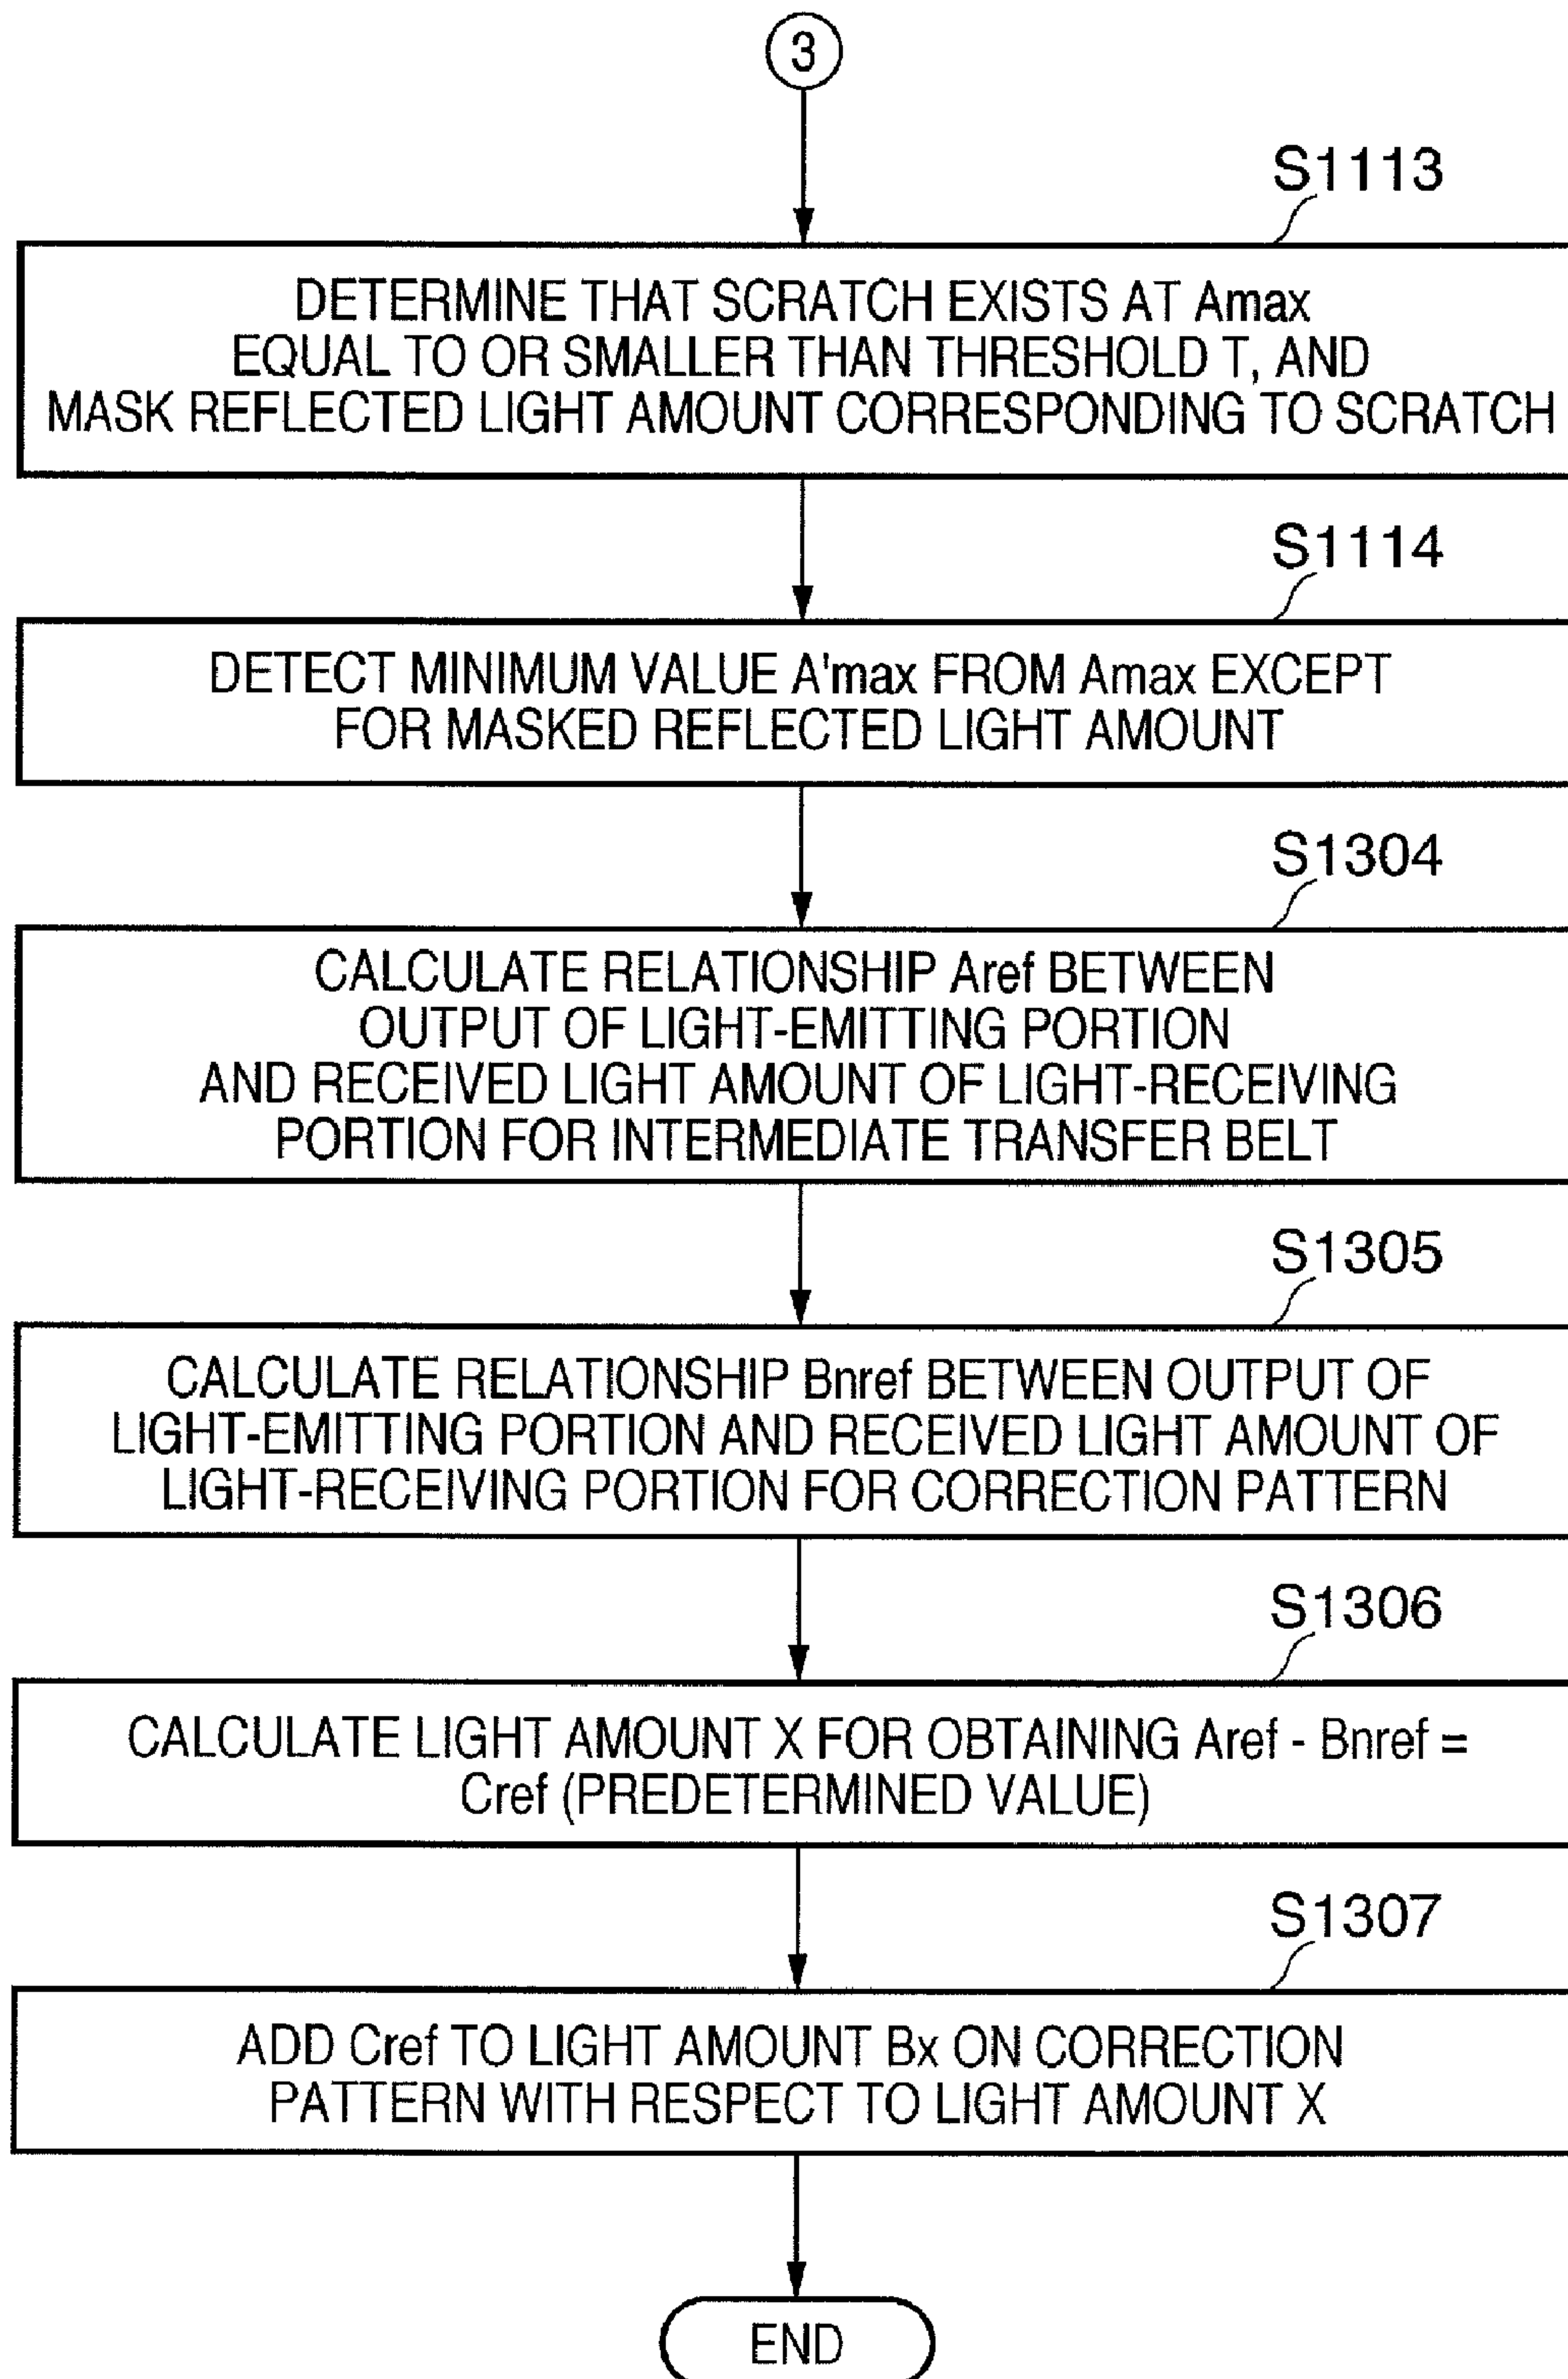 3
S1113
DETERMINE THAT SCRATCH EXISTS AT Amax
EQUAL TO OR SMALLER THAN THRESHOLD T, AND
MASK REFLECTED LIGHT AMOUNT CORRESPONDING TO SCRATCH
S1114
DETECT MINIMUM VALUE A'max FROM Amax EXCEPT
FOR MASKED REFLECTED LIGHT AMOUNT
S1304
CALCULATE RELATIONSHIP Aref BETWEEN
OUTPUT OF LIGHT-EMITTING PORTION
AND RECEIVED LIGHT AMOUNT OF LIGHT-RECEIVING
PORTION FOR INTERMEDIATE TRANSFER BELT
S1305
CALCULATE RELATIONSHIP Bnref BETWEEN OUTPUT OF
LIGHT-EMITTING PORTION AND RECEIVED LIGHT AMOUNT OF
LIGHT-RECEIVING PORTION FOR CORRECTION PATTERN
S1306
CALCULATE LIGHT AMOUNT X FOR OBTAINING Aref - Bnref =
Cref (PREDETERMINED VALUE)
S1307
ADD Cref TO LIGHT AMOUNT Bx ON CORRECTION
PATTERN WITH RESPECT TO LIGHT AMOUNT X
END